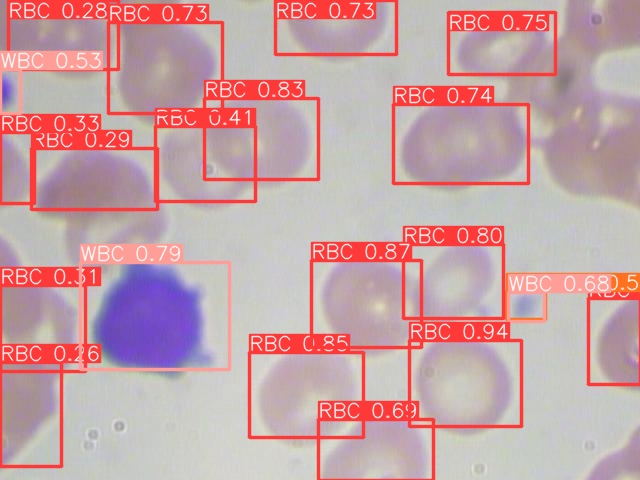 RBC 0.28
RBC 0.73
RBC 0.73
RBC 0.75
WBC 0.53
RBC 0.83
RBC 0.74
RBC 0.33
RBC 0.41
RBC 0.29
WBC 0.79
RBC 0.87
RBC 0.80
RBC 0.31
WBC 0.68
RBC 0.26
RBC 0.85
RBC 0.94
RBC 0.69